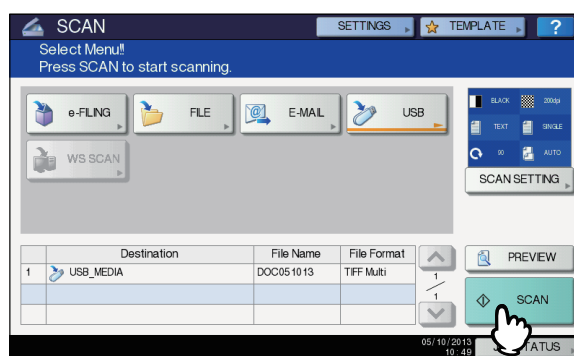 SCAN
SETTINGS
TEMPLATE
?
Select Menu!!
Press SCAN to start scanning.
e-FILING
FILE
E-MAIL
USB
WS SCAN
BLACK 200dpi
TEXT SINGLE
90 AUTO
SCAN SETTING
Destination File Name File Format
1 USB_MEDIA DOC051013 TIFF Multi
1
1
PREVIEW
SCAN
05/10/2013
10:49
TATUS